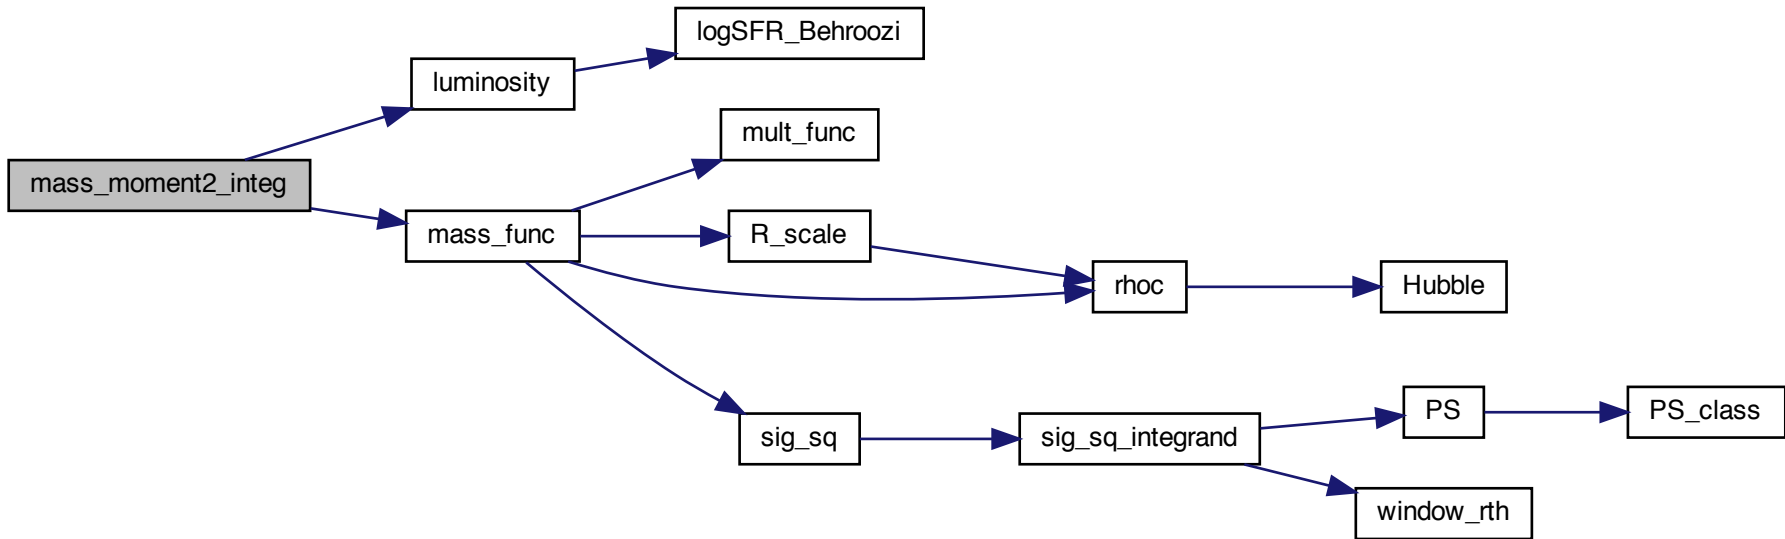 logSFR_Behroozi
luminosity
mult_func
mass_moment2_integ
mass_func
R_scale
rhoc
Hubble
sig_sq
sig_sq_integrand
PS
PS_class
window_rth